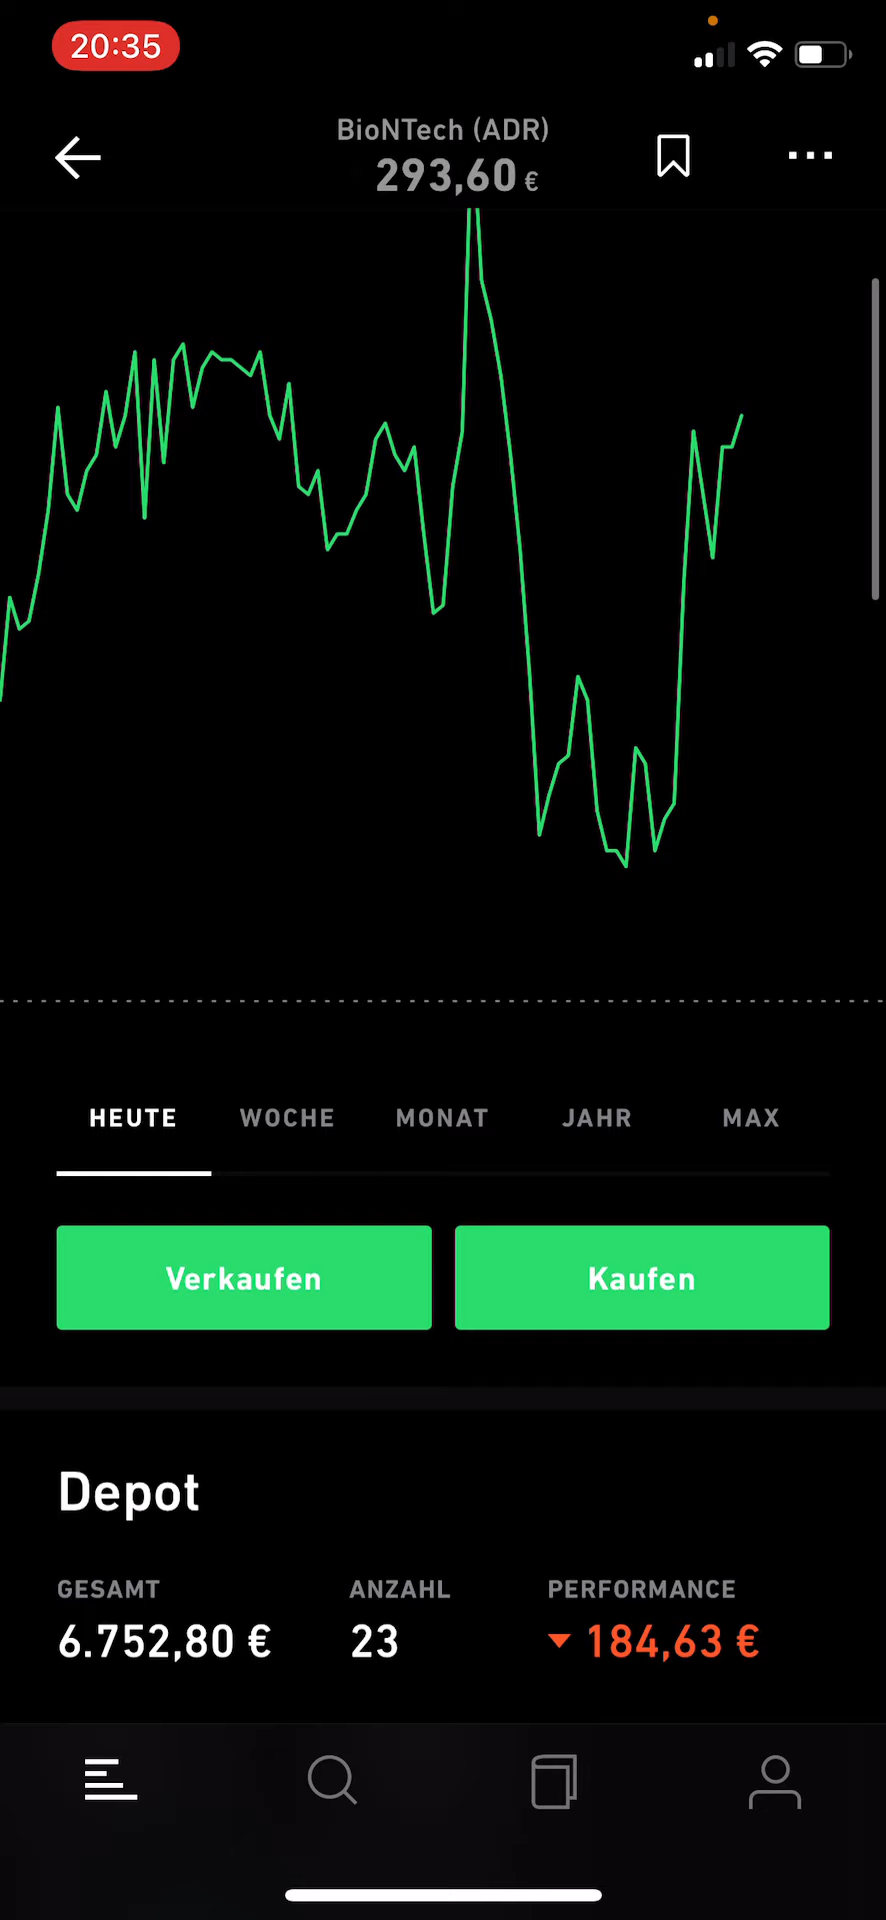 20:35
BioNTech (ADR)
293,60 €
HEUTE WOCHE MONAT JAHR MAX
Verkaufen Kaufen
Depot
GESAMT ANZAHL PERFORMANCE
6.752,80 € 23 184,63 €